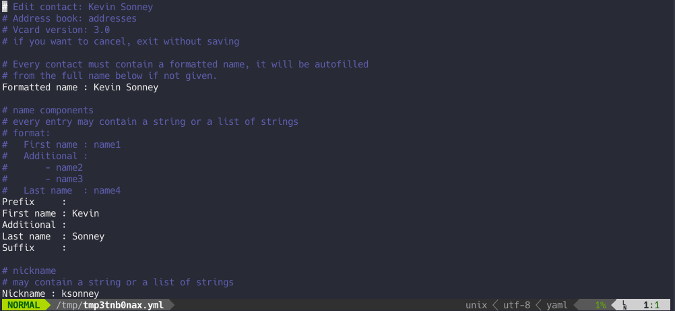 # Edit contact: Kevin Sonney
# Address book: addresses
# Vcard version: 3.0
# if you want to cancel, exit without saving

# Every contact must contain a formatted name, it will be autofilled
# from the full name below if not given.
Formatted name : Kevin Sonney

# name components
# every entry may contain a string or a list of strings
# format:
#   First name : name1
#   Additional :
#       - name2
#       - name3
#   Last name  : name4
Prefix     :
First name : Kevin
Additional :
Last name  : Sonney
Suffix     :

# nickname
# may contain a string or a list of strings
Nickname : ksonney
NORMAL /tmp/tmp3tnb0nax.yml unix < utf-8 < yaml 1% 1:1